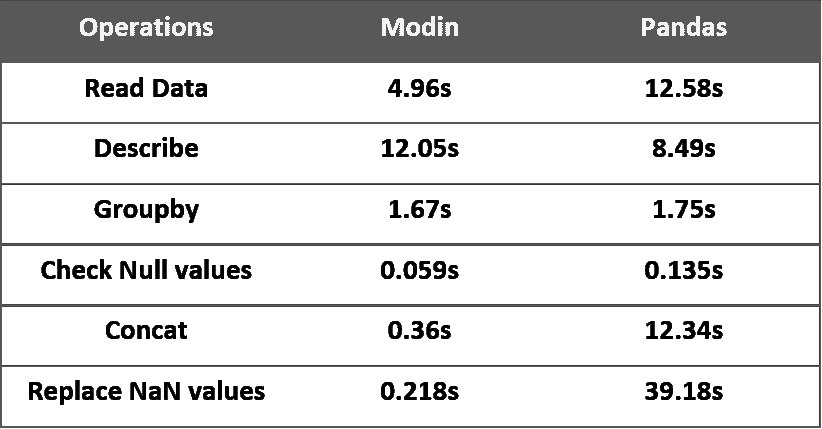 Operations Modin Pandas
Read Data 4.96s 12.58s
Describe 12.05s 8.49s
Groupby 1.67s 1.75s
Check Null values 0.059s 0.135s
Concat 0.36s 12.34s
Replace NaN values 0.218s 39.18s